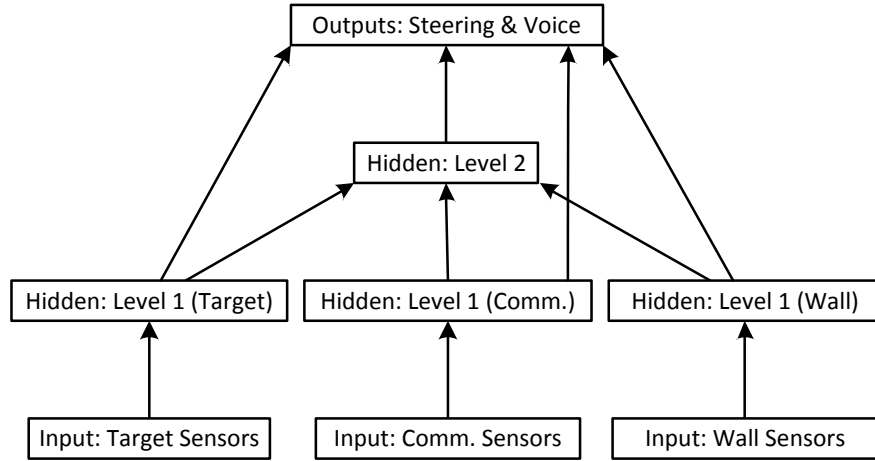 Outputs: Steering & Voice
Hidden: Level 2
Hidden: Level 1 (Target)
Hidden: Level 1 (Comm.)
Hidden: Level 1 (Wall)
Input: Target Sensors
Input: Comm. Sensors
Input: Wall Sensors